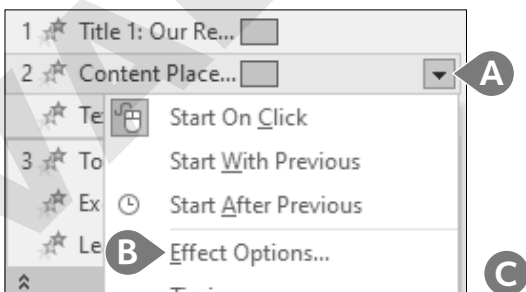 1 Title 1: Our Re...
2 Content Place... A
Te Start On Click
3 To Start With Previous
Ex Start After Previous
Le B Effect Options...
C